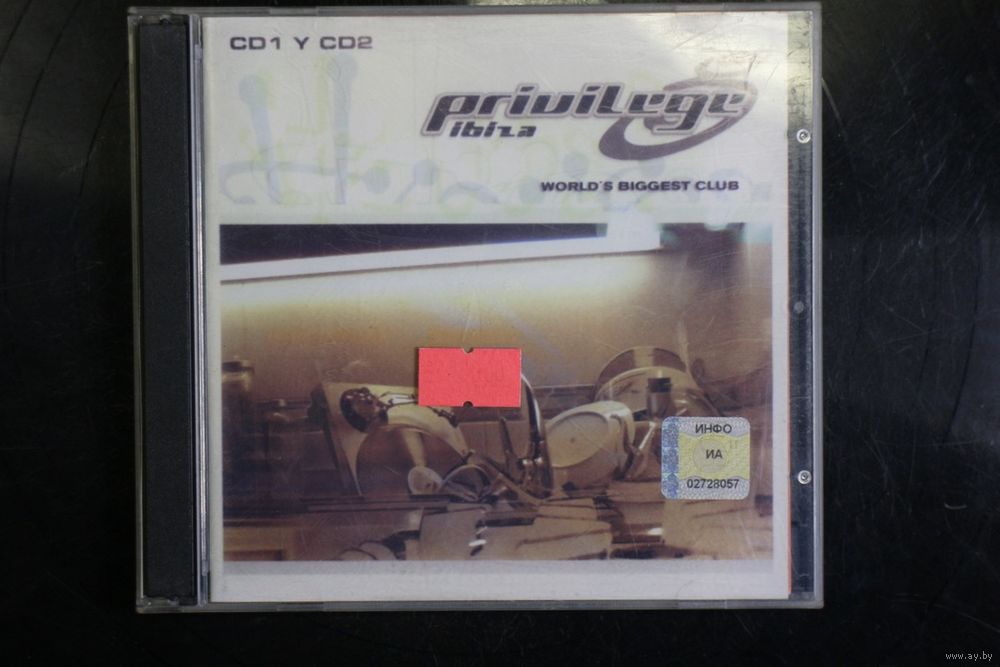 CD1 Y CD2
privilege
ibiza
WORLD'S BIGGEST CLUB
ИНФО
ИА
02728057
www.ay.by